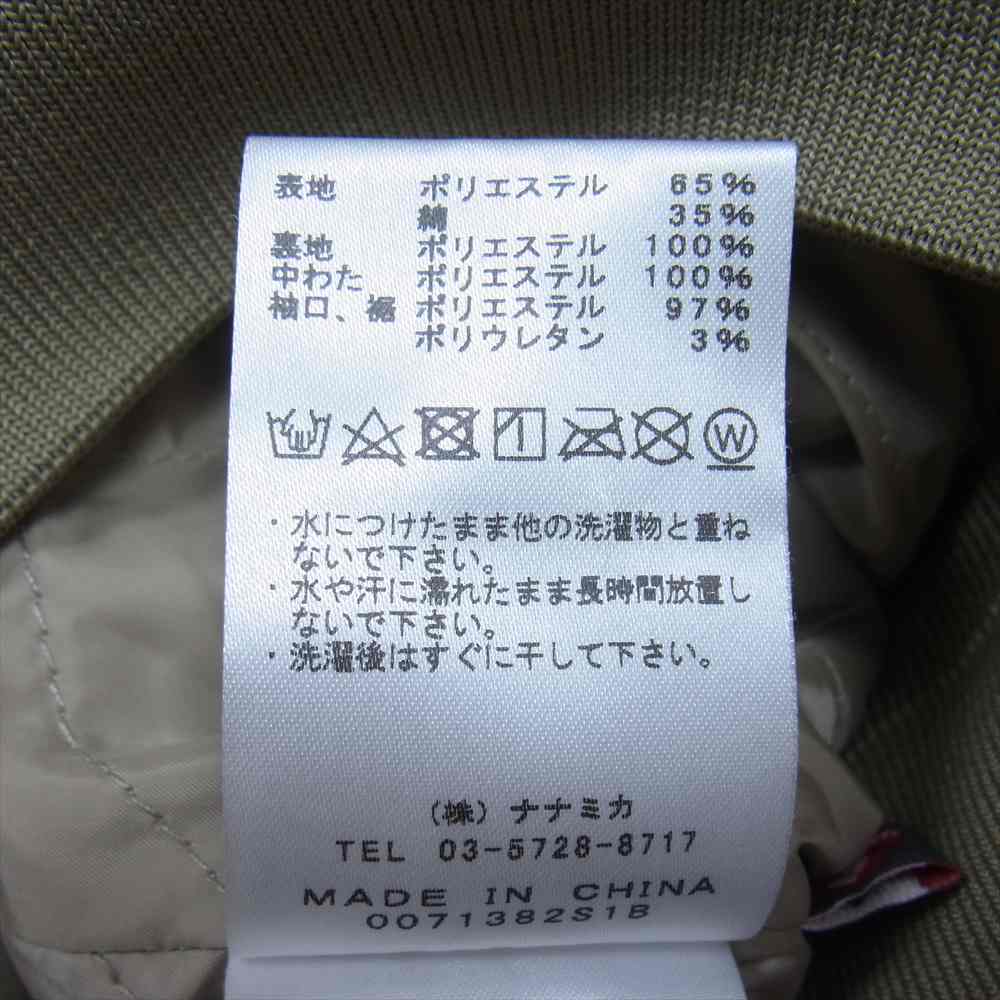 表地 ポリエステル 65%
綿 35%
裏地 ポリエステル 100%
中わた ポリエステル 100%
袖口、裾 ポリエステル 97%
ポリウレタン 3%
W
・水につけたまま他の洗濯物と重ね
ないで下さい。
・水や汗に濡れたまま長時間放置し
ないで下さい。
・洗濯後はすぐに干して下さい。
(株) ナナミカ
TEL 03-5728-8717
MADE IN CHINA
0071382S1B